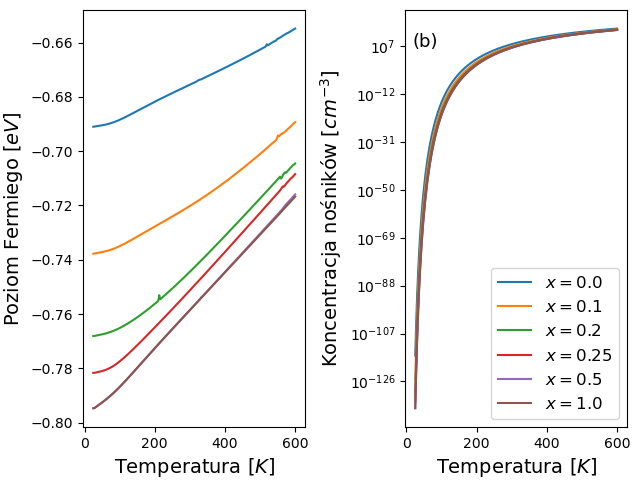 Poziom Fermiego [eV]
−0.66
−0.68
−0.70
−0.72
−0.74
−0.76
−0.78
−0.80
0
200
400
600
Temperatura [K]
(b)
Koncentracja nośników [cm⁻³]
10⁷
10⁻¹²
10⁻³¹
10⁻⁵⁰
10⁻⁶⁹
10⁻⁸⁸
10⁻¹⁰⁷
10⁻¹²⁶
x = 0.0
x = 0.1
x = 0.2
x = 0.25
x = 0.5
x = 1.0
0
200
400
600
Temperatura [K]